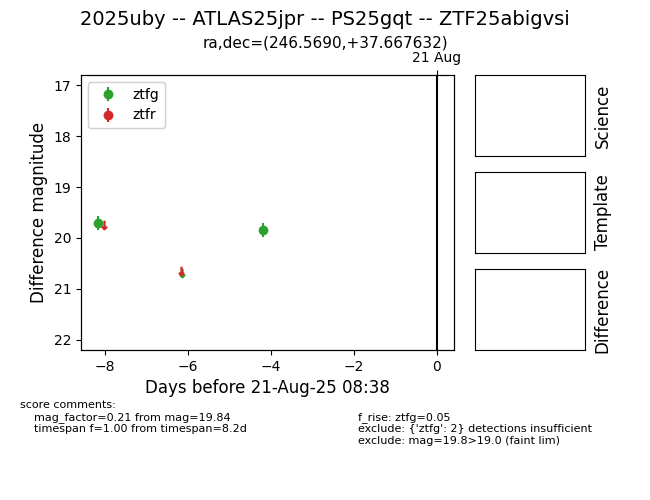 2025uby -- ATLAS25jpr -- PS25gqt -- ZTF25abigvsi
ra,dec=(246.5690,+37.667632)
21 Aug
ztfg
ztfr
17
18
19
20
21
22
Difference magnitude
−8
−6
−4
−2
0
Days before 21-Aug-25 08:38
Science
Template
Difference
score comments:
mag_factor=0.21 from mag=19.84
timespan f=1.00 from timespan=8.2d
f_rise: ztfg=0.05
exclude: {'ztfg': 2} detections insufficient
exclude: mag=19.8>19.0 (faint lim)